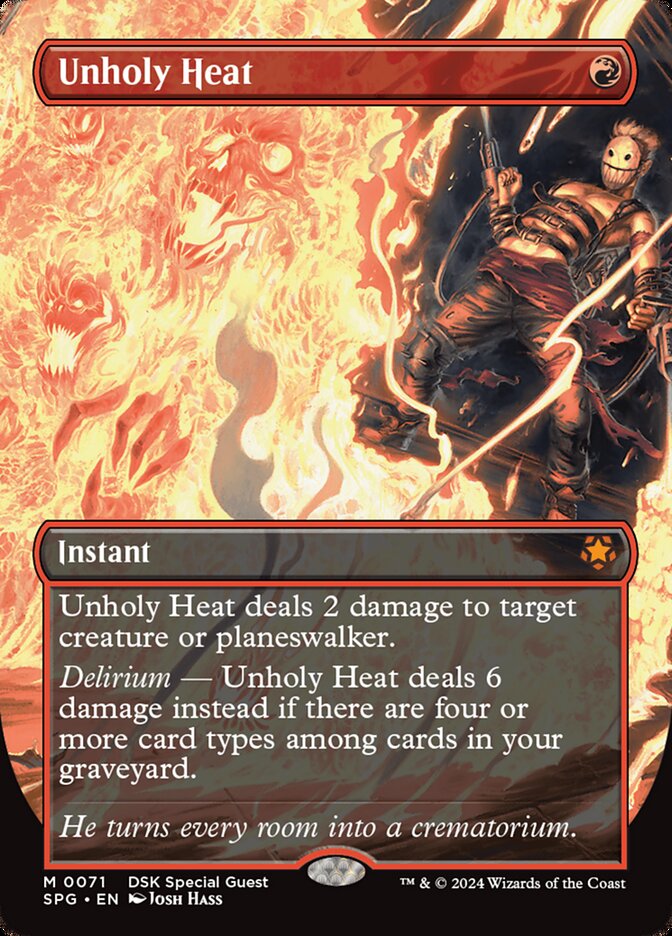 Unholy Heat
Instant
Unholy Heat deals 2 damage to target
creature or planeswalker.
Delirium — Unholy Heat deals 6
damage instead if there are four or
more card types among cards in your
graveyard.
He turns every room into a crematorium.
M 0071 DSK Special Guest
SPG • EN Josh Hass
™ & © 2024 Wizards of the Coast